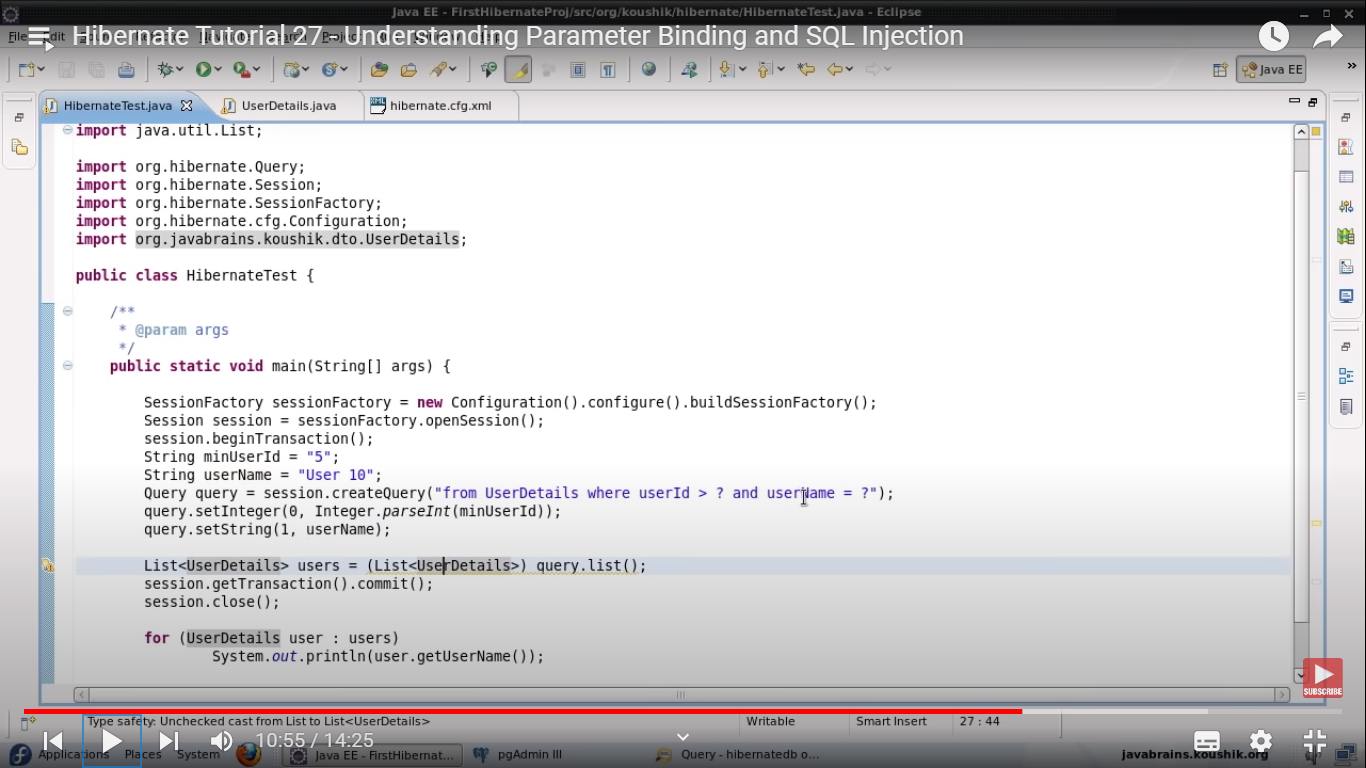 Java EE - FirstHibernateProj/src/org/koushik/hibernate/HibernateTest.java - Eclipse
Hibernate Tutorial 27 - Understanding Parameter Binding and SQL Injection
File Edit
Java EE
HibernateTest.java UserDetails.java hibernate.cfg.xml
import java.util.List;
import org.hibernate.Query;
import org.hibernate.Session;
import org.hibernate.SessionFactory;
import org.hibernate.cfg.Configuration;
import org.javabrains.koushik.dto.UserDetails;
public class HibernateTest {
/**
* @param args
*/
public static void main(String[] args) {
SessionFactory sessionFactory = new Configuration().configure().buildSessionFactory();
Session session = sessionFactory.openSession();
session.beginTransaction();
String minUserId = "5";
String userName = "User 10";
Query query = session.createQuery("from UserDetails where userId > ? and userName = ?");
query.setInteger(0, Integer.parseInt(minUserId));
query.setString(1, userName);
List<UserDetails> users = (List<UserDetails>) query.list();
session.getTransaction().commit();
session.close();
for (UserDetails user : users)
System.out.println(user.getUserName());
SUBSCRIBE
Type safety: Unchecked cast from List to List<UserDetails> Writable Smart Insert 27 : 44
10:55 / 14:25
Applications Places System Java EE - FirstHibernat... pgAdmin III Query - hibernatedb o... javabrains.koushik.org